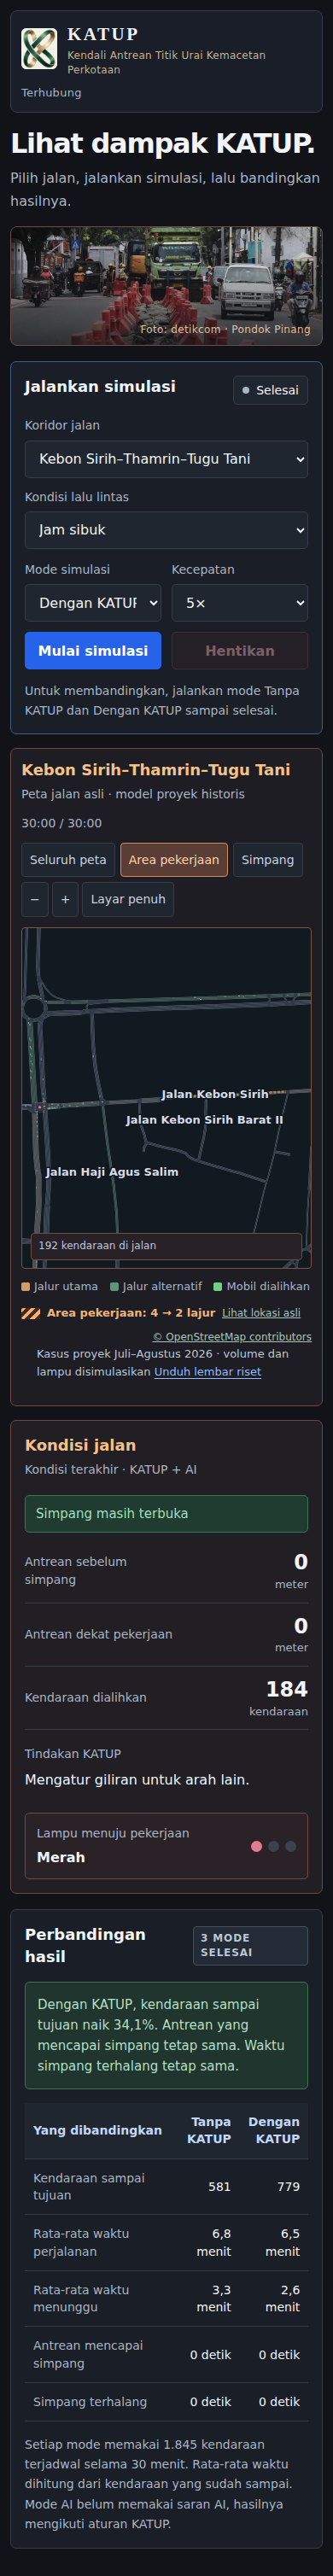 KATUP
Kendali Antrean Titik Urai Kemacetan
Perkotaan
Terhubung
Lihat dampak KATUP.
Pilih jalan, jalankan simulasi, lalu bandingkan
hasilnya.
Foto: detikcom · Pondok Pinang
Jalankan simulasi
Selesai
Koridor jalan
Kebon Sirih–Thamrin–Tugu Tani
Kondisi lalu lintas
Jam sibuk
Mode simulasi
Kecepatan
Dengan KATUP
5×
Mulai simulasi
Hentikan
Untuk membandingkan, jalankan mode Tanpa
KATUP dan Dengan KATUP sampai selesai.
Kebon Sirih–Thamrin–Tugu Tani
Peta jalan asli · model proyek historis
30:00 / 30:00
Seluruh peta
Area pekerjaan
Simpang
−
+
Layar penuh
Jalan Kebon Sirih
Jalan Kebon Sirih Barat II
Jalan Haji Agus Salim
192 kendaraan di jalan
Jalur utama
Jalur alternatif
Mobil dialihkan
Area pekerjaan: 4 → 2 lajur Lihat lokasi asli
© OpenStreetMap contributors
Kasus proyek Juli–Agustus 2026 · volume dan
lampu disimulasikan Unduh lembar riset
Kondisi jalan
Kondisi terakhir · KATUP + AI
Simpang masih terbuka
Antrean sebelum
simpang
0
meter
Antrean dekat pekerjaan
0
meter
Kendaraan dialihkan
184
kendaraan
Tindakan KATUP
Mengatur giliran untuk arah lain.
Lampu menuju pekerjaan
Merah
Perbandingan
hasil
3 MODE
SELESAI
Dengan KATUP, kendaraan sampai
tujuan naik 34,1%. Antrean yang
mencapai simpang tetap sama. Waktu
simpang terhalang tetap sama.
Yang dibandingkan
Tanpa
KATUP
Dengan
KATUP
Kendaraan sampai
tujuan
581
779
Rata-rata waktu
perjalanan
6,8
menit
6,5
menit
Rata-rata waktu
menunggu
3,3
menit
2,6
menit
Antrean mencapai
simpang
0 detik
0 detik
Simpang terhalang
0 detik
0 detik
Setiap mode memakai 1.845 kendaraan
terjadwal selama 30 menit. Rata-rata waktu
dihitung dari kendaraan yang sudah sampai.
Mode AI belum memakai saran AI, hasilnya
mengikuti aturan KATUP.